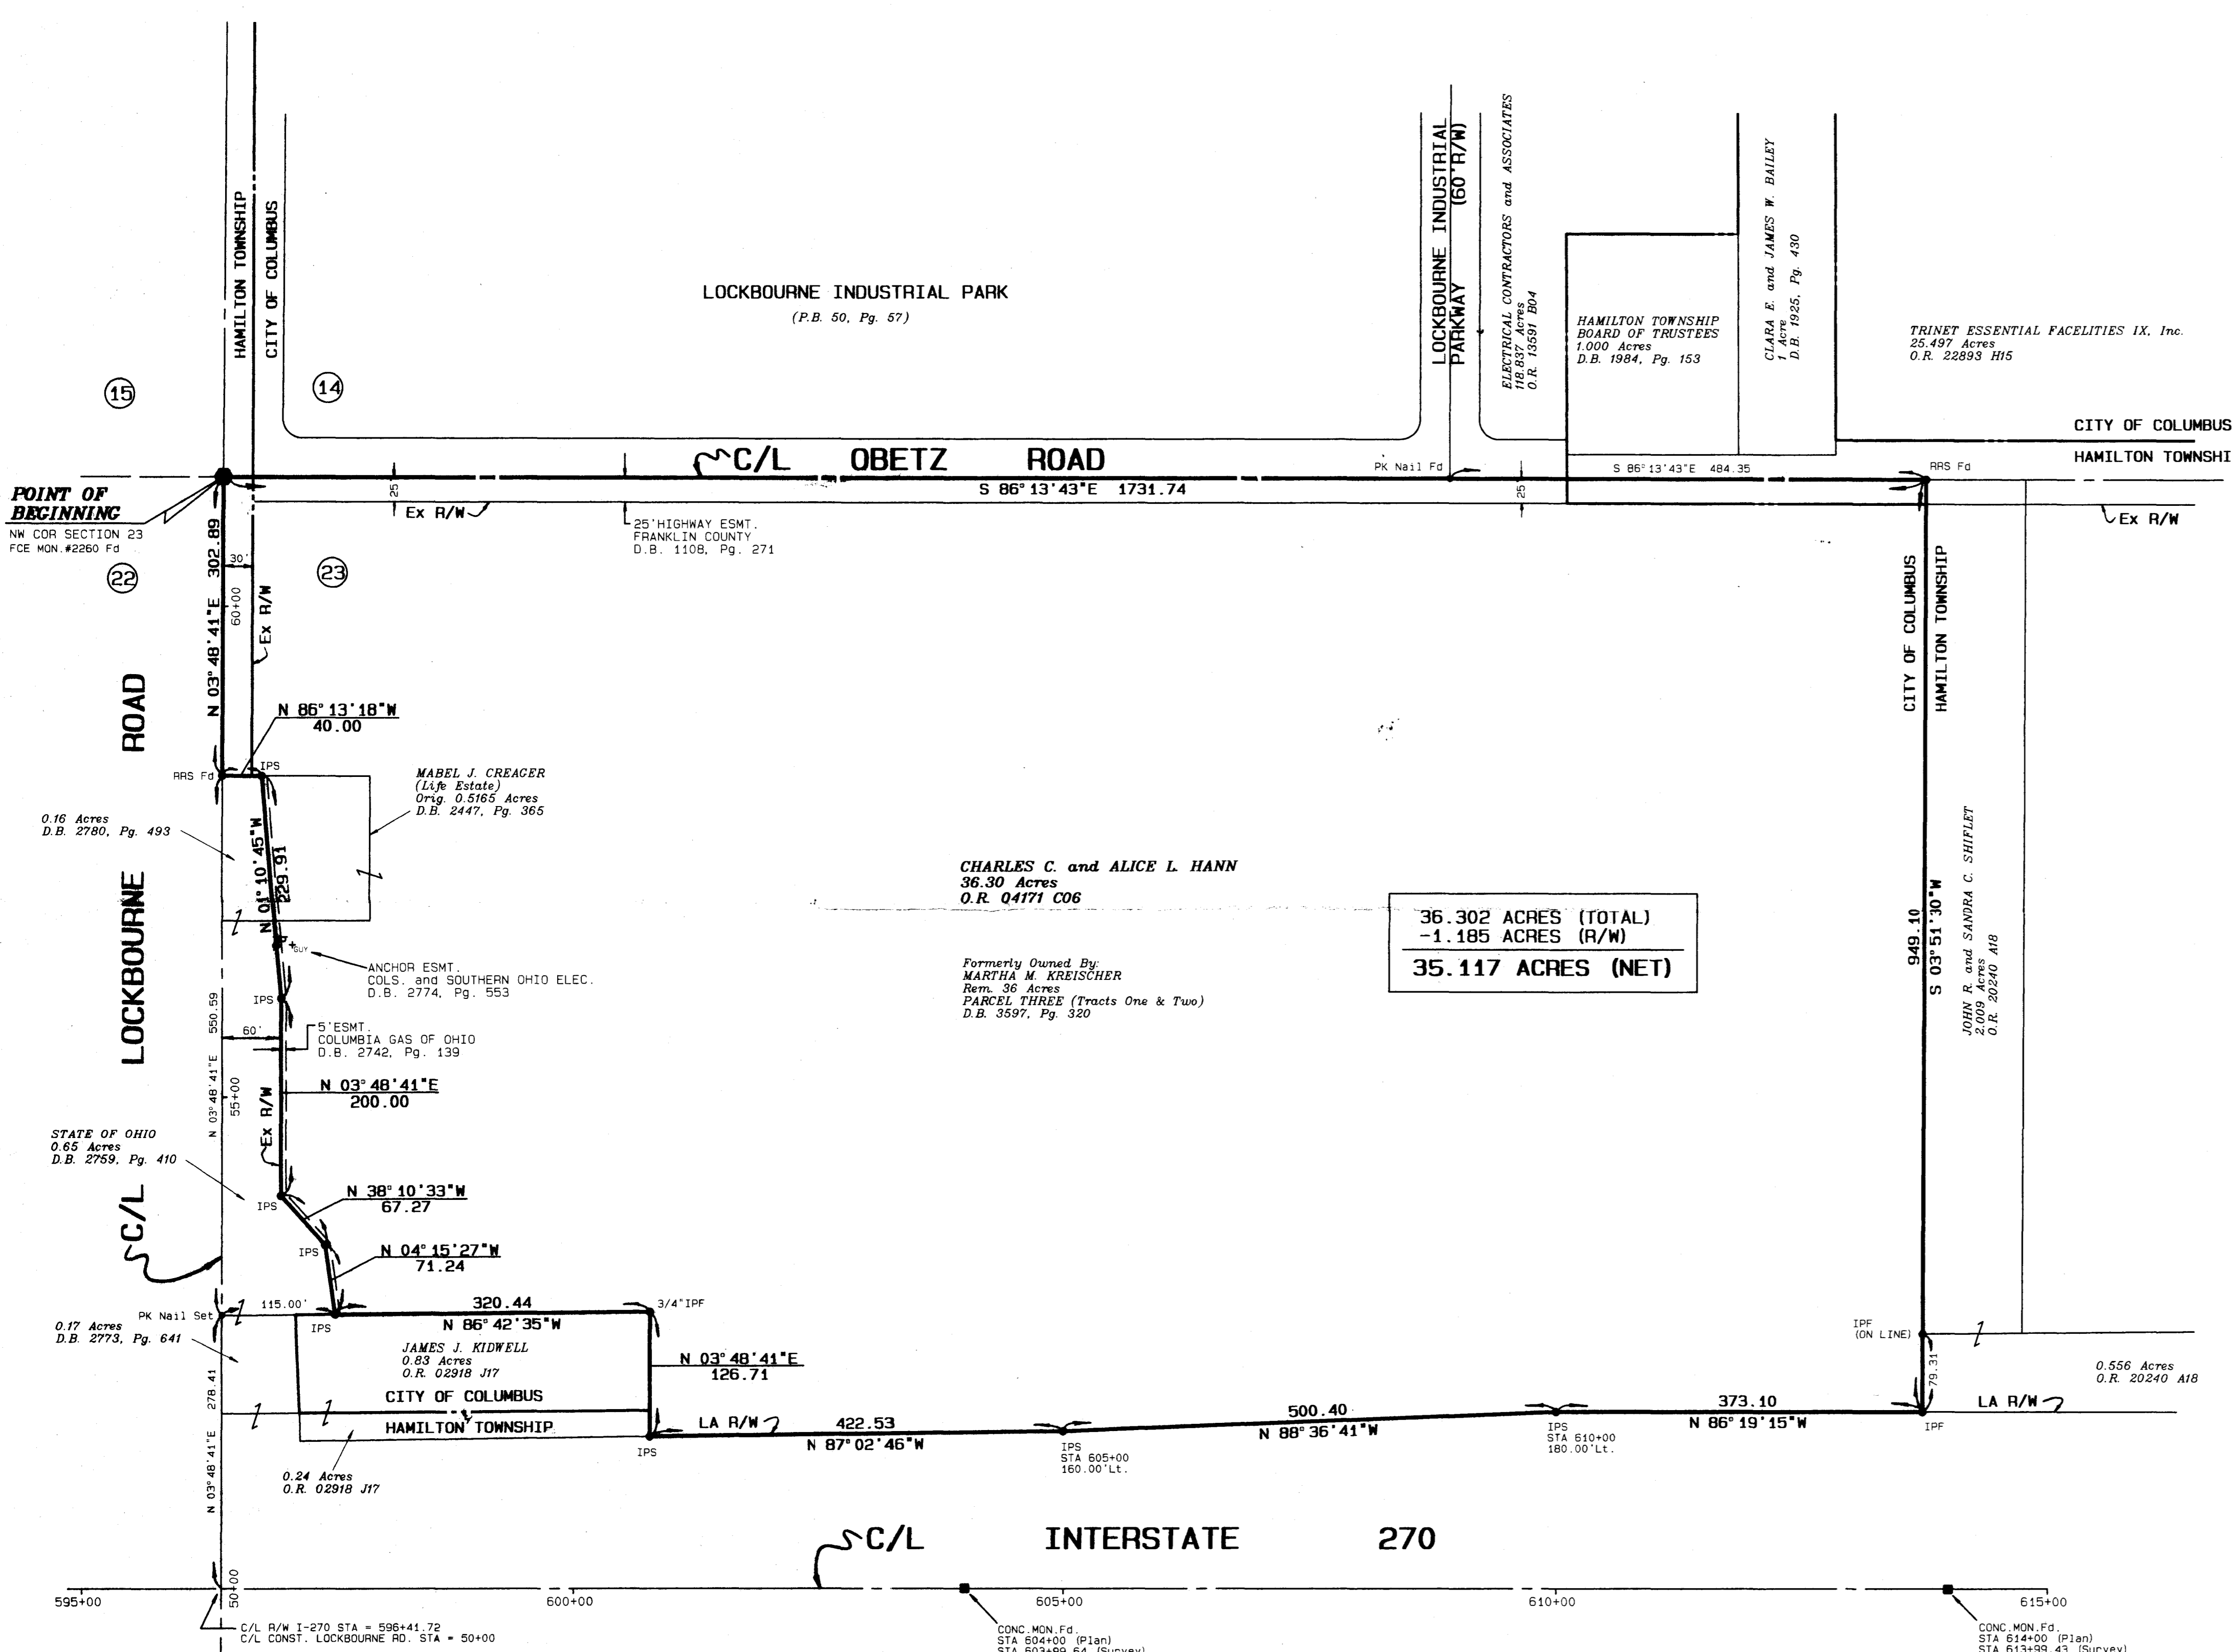 HAMILTON TOWNSHIP
CITY OF COLUMBUS
LOCKBOURNE INDUSTRIAL PARK
(P.B. 50, Pg. 57)
LOCKBOURNE INDUSTRIAL
PARKWAY (60'R/W)
ELECTRICAL CONTRACTORS and ASSOCIATES
118.837 Acres
O.R. 13591 B04
HAMILTON TOWNSHIP
BOARD OF TRUSTEES
1.000 Acres
D.B. 1984, Pg. 153
CLARA E. and JAMES W. BAILEY
1 Acre
D.B. 1925, Pg. 430
TRINET ESSENTIAL FACELITIES IX, Inc.
25.497 Acres
O.R. 22893 H15
15
14
CITY OF COLUMBUS
HAMILTON TOWNSHI
C/L OBETZ ROAD
PK Nail Fd
S 86°13'43"E 484.35
RRS Fd
S 86°13'43"E 1731.74
25'
25'
Ex R/W
Ex R/W
POINT OF
BEGINNING
NW COR SECTION 23
FCE MON.#2260 Fd
25'HIGHWAY ESMT.
FRANKLIN COUNTY
D.B. 1108, Pg. 271
22
23
30'
N 03°48'41"E 302.89
60+00
Ex R/W
CITY OF COLUMBUS
HAMILTON TOWNSHIP
N 86°13'18"W
40.00
RRS Fd
IPS
MABEL J. CREAGER
(Life Estate)
Orig. 0.5165 Acres
D.B. 2447, Pg. 365
0.16 Acres
D.B. 2780, Pg. 493
N 01°10'45"W
229.91
C/L LOCKBOURNE ROAD
CHARLES C. and ALICE L. HANN
36.30 Acres
O.R. Q4171 C06
36.302 ACRES (TOTAL)
-1.185 ACRES (R/W)
35.117 ACRES (NET)
Formerly Owned By:
MARTHA M. KREISCHER
Rem. 36 Acres
PARCEL THREE (Tracts One & Two)
D.B. 3597, Pg. 320
949.10
S 03°51'30"W
JOHN R. and SANDRA C. SHIFLET
2.009 Acres
O.R. 20240 A18
GUY
ANCHOR ESMT.
COLS. and SOUTHERN OHIO ELEC.
D.B. 2774, Pg. 553
IPS
60'
5'ESMT.
COLUMBIA GAS OF OHIO
D.B. 2742, Pg. 139
N 03°48'41"E 550.59
55+00
Ex R/W
N 03°48'41"E
200.00
STATE OF OHIO
0.65 Acres
D.B. 2759, Pg. 410
IPS
N 38°10'33"W
67.27
IPS
N 04°15'27"W
71.24
PK Nail Set
115.00'
IPS
320.44
N 86°42'35"W
3/4"IPF
0.17 Acres
D.B. 2773, Pg. 641
JAMES J. KIDWELL
0.83 Acres
O.R. 02918 J17
CITY OF COLUMBUS
HAMILTON TOWNSHIP
N 03°48'41"E
126.71
IPF
(ON LINE)
79.31
0.556 Acres
O.R. 20240 A18
N 03°48'41"E 278.41
0.24 Acres
O.R. 02918 J17
IPS
LA R/W
422.53
N 87°02'46"W
IPS
STA 605+00
160.00'Lt.
500.40
N 88°36'41"W
IPS
STA 610+00
180.00'Lt.
373.10
N 86°19'15"W
IPF
LA R/W
C/L INTERSTATE 270
595+00
50+00
600+00
605+00
610+00
615+00
C/L R/W I-270 STA = 596+41.72
C/L CONST. LOCKBOURNE RD. STA = 50+00
CONC.MON.Fd.
STA 604+00 (Plan)
STA 603+99.64 (Survey)
CONC.MON.Fd.
STA 614+00 (Plan)
STA 613+99.43 (Survey)